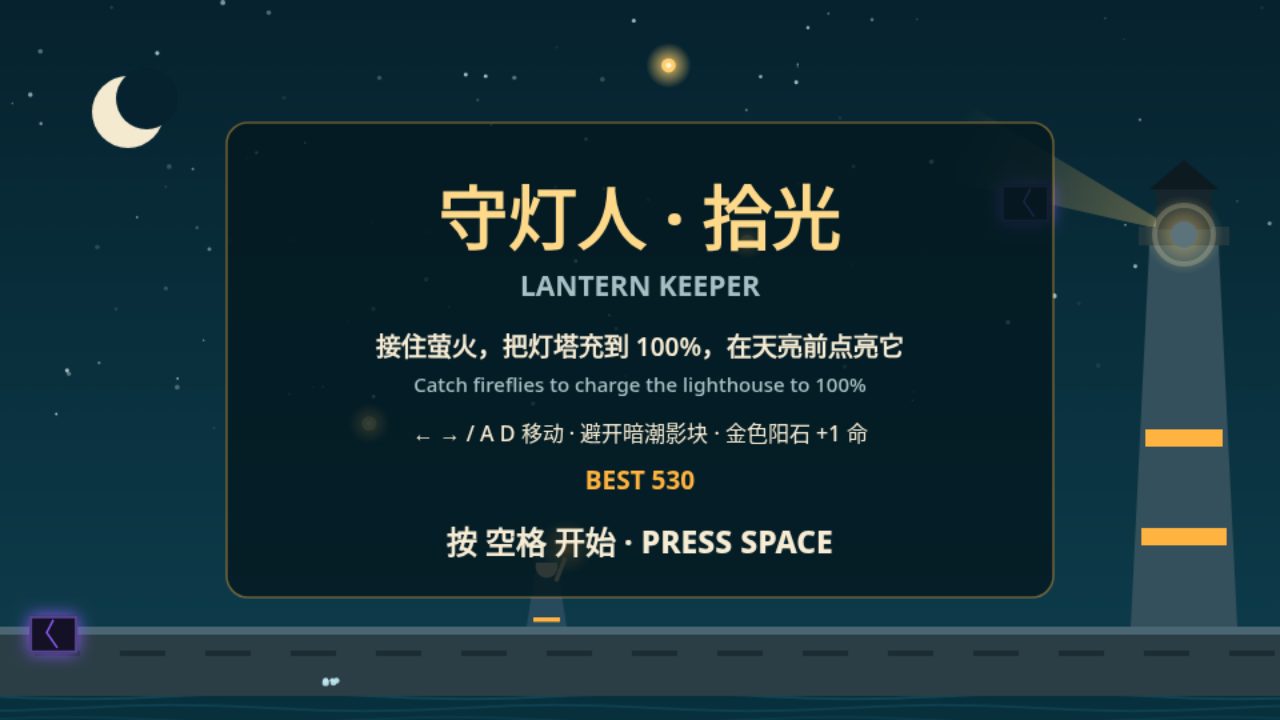 守灯人 · 拾光
LANTERN KEEPER
接住萤火，把灯塔充到 100%，在天亮前点亮它
Catch fireflies to charge the lighthouse to 100%
← → / A D 移动 · 避开暗潮影块 · 金色阳石 +1 命
BEST 530
按 空格 开始 · PRESS SPACE